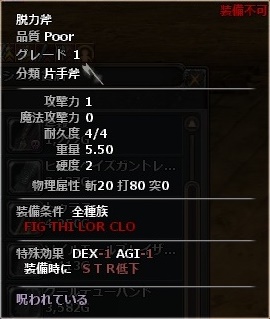 装備不可
脱力斧
品質 Poor
グレード 1
分類 片手斧
攻撃力 1
魔法攻撃力 0
耐久度 4/4
重量 5.50
硬度 2
物理属性 斬20 打80 突0
装備条件 全種族
FIG THI LOR CLO
特殊効果 DEX-1 AGI-1
装備時に STR低下
呪われている